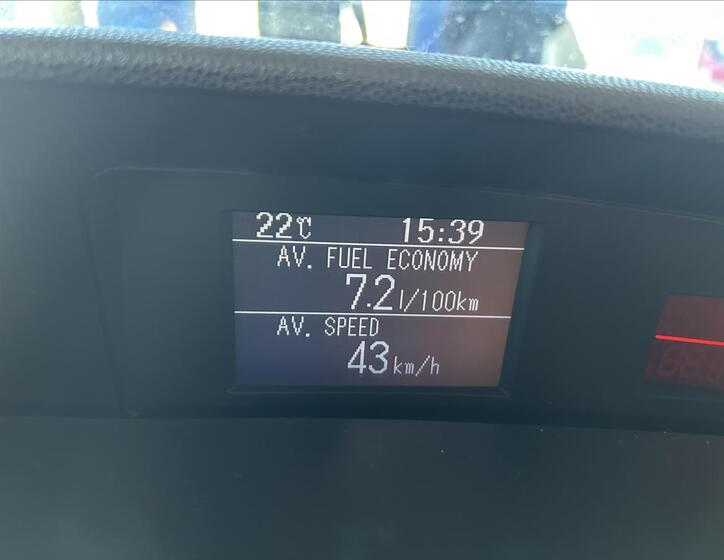 22℃ 15:39
AV. FUEL ECONOMY
7.2 l/100km
AV. SPEED
43 km/h